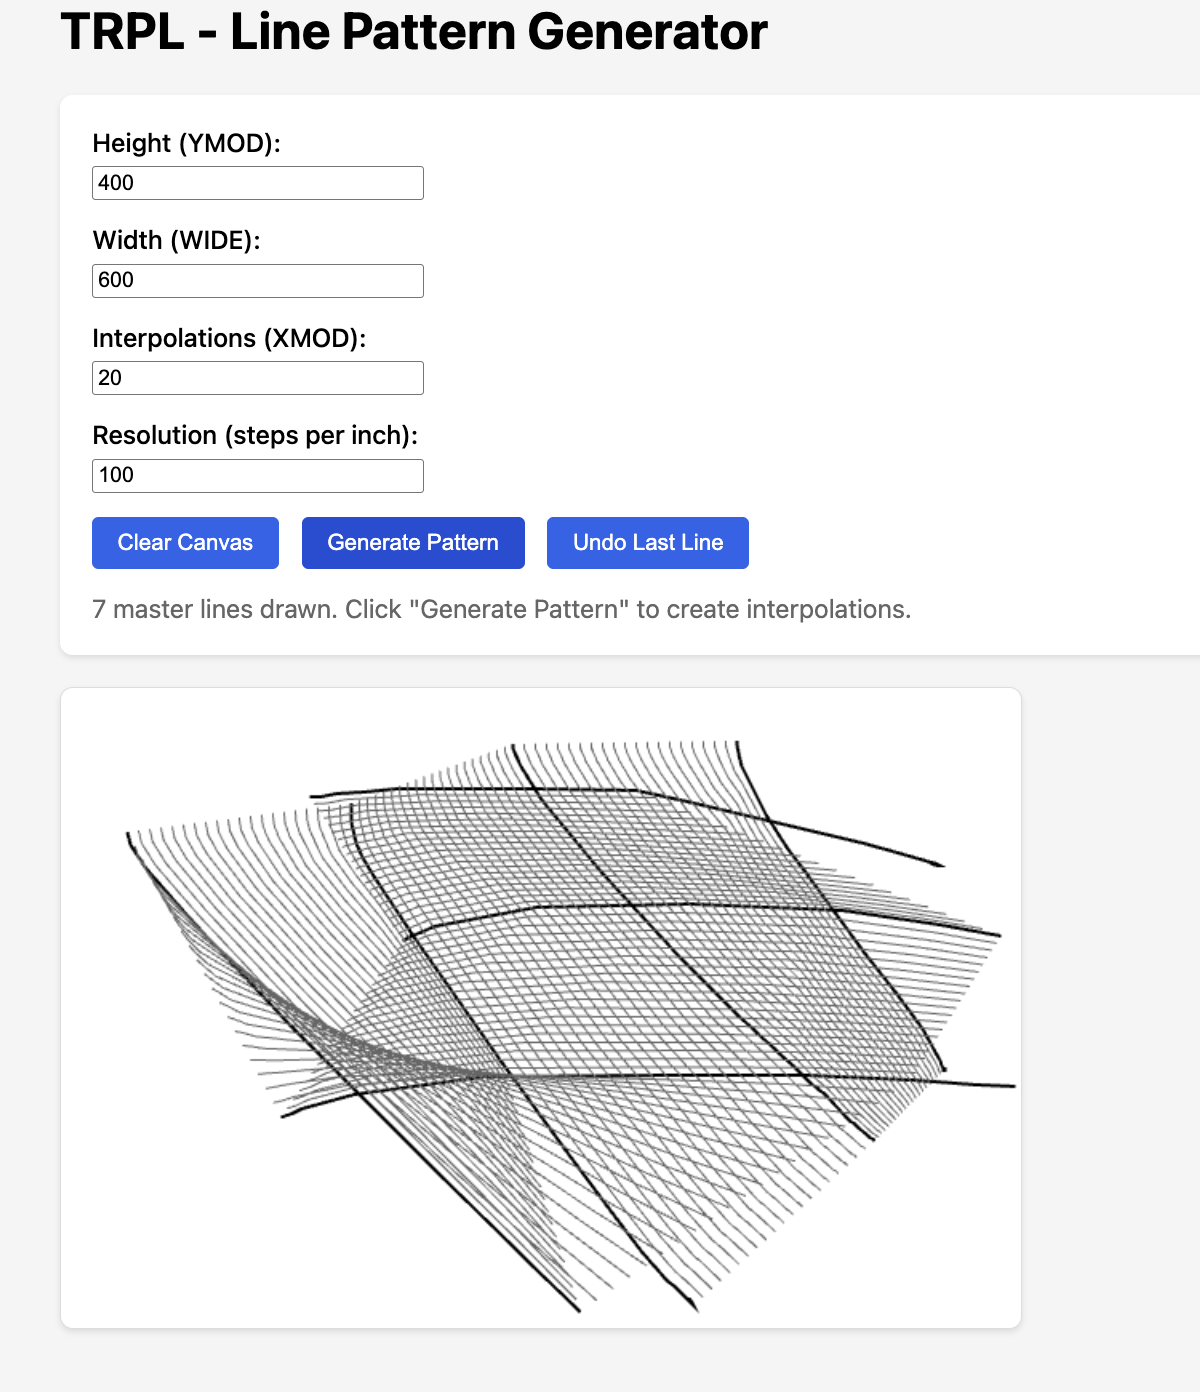 TRPL - Line Pattern Generator
Height (YMOD):
400
Width (WIDE):
600
Interpolations (XMOD):
20
Resolution (steps per inch):
100
Clear Canvas Generate Pattern Undo Last Line
7 master lines drawn. Click "Generate Pattern" to create interpolations.